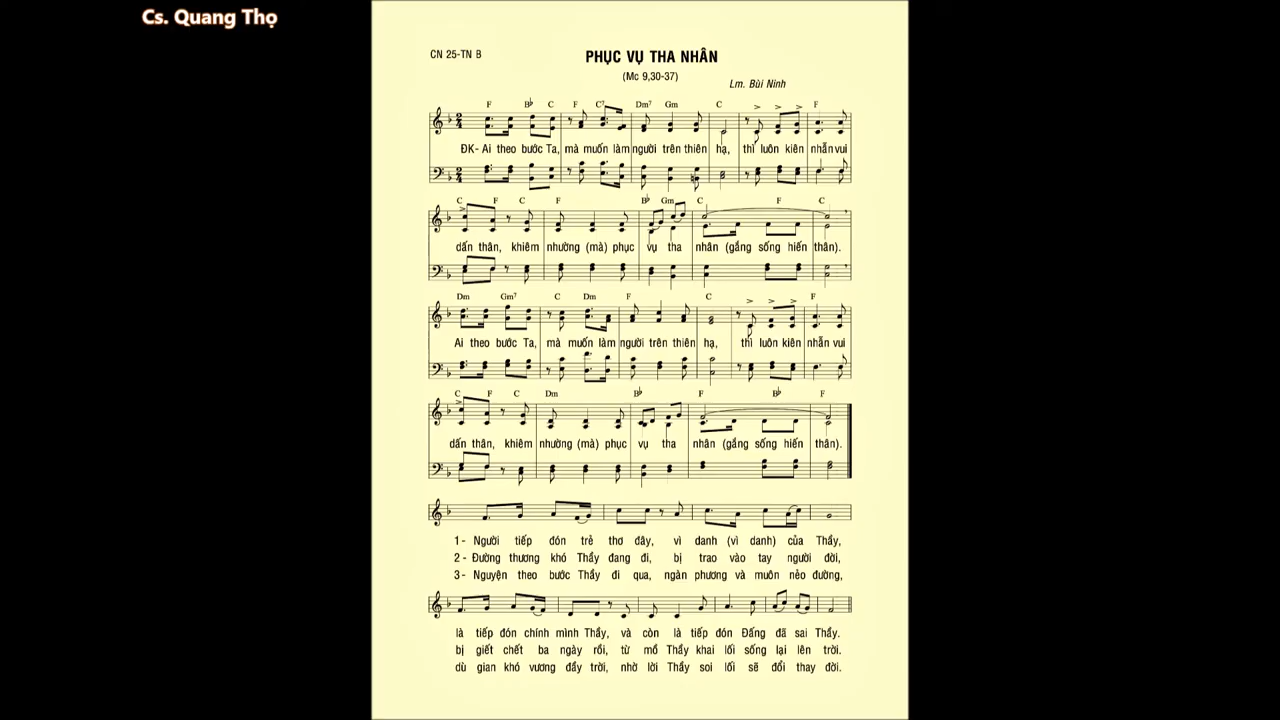 Cs. Quang Thọ
CN 25-TN B
PHỤC VỤ THA NHÂN
(Mc 9,30-37)
Lm. Bùi Ninh
F B♭ C F C7 Dm7 Gm C F
ĐK- Ai theo bước Ta, mà muốn làm người trên thiên hạ, thì luôn kiên nhẫn vui
C F C F B♭ Gm C F C
dấn thân, khiêm nhường (mà) phục vụ tha nhân (gắng sống hiến thân).
Dm Gm7 C Dm F C F
Ai theo bước Ta, mà muốn làm người trên thiên hạ, thì luôn kiên nhẫn vui
C F C Dm B♭ F B♭ F
dấn thân, khiêm nhường (mà) phục vụ tha nhân (gắng sống hiến thân).
1- Người tiếp đón trẻ thơ đây, vì danh (vì danh) của Thầy,
2- Đường thương khó Thầy đang đi, bị trao vào tay người đời,
3- Nguyện theo bước Thầy đi qua, ngàn phương và muôn nẻo đường,
là tiếp đón chính mình Thầy, và còn là tiếp đón Đấng đã sai Thầy.
bị giết chết ba ngày rồi, từ mồ Thầy khai lối sống lại lên trời.
dù gian khó vương đầy trời, nhờ lời Thầy soi lối sẽ đổi thay đời.